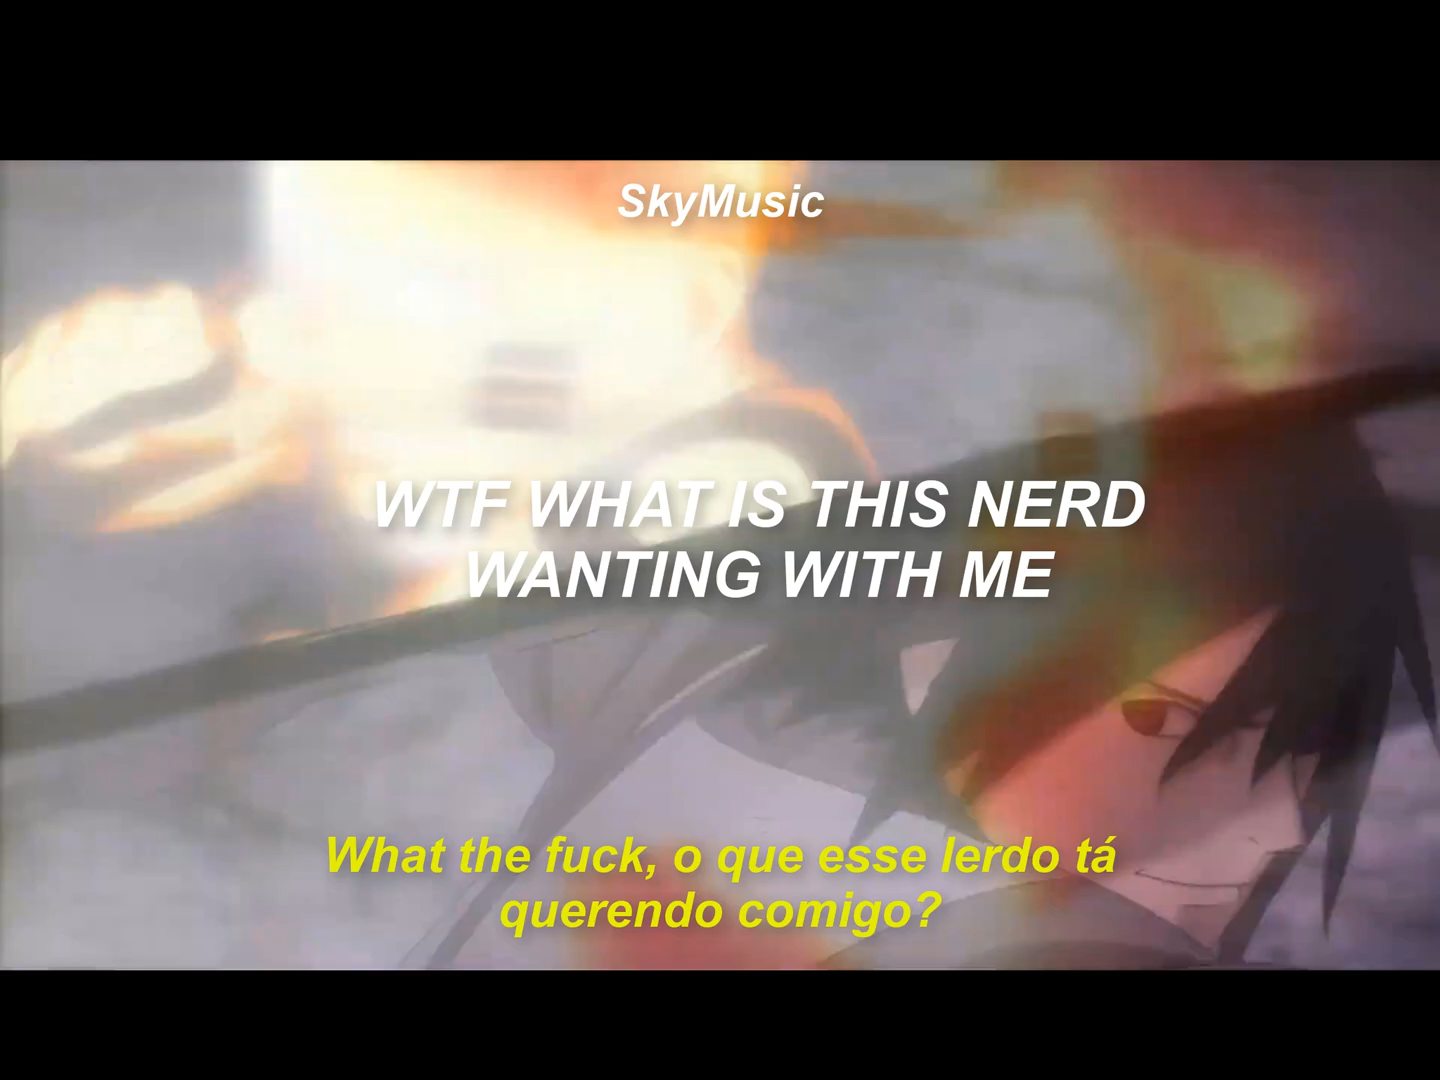 SkyMusic
WTF WHAT IS THIS NERD
WANTING WITH ME
What the fuck, o que esse lerdo tá
querendo comigo?